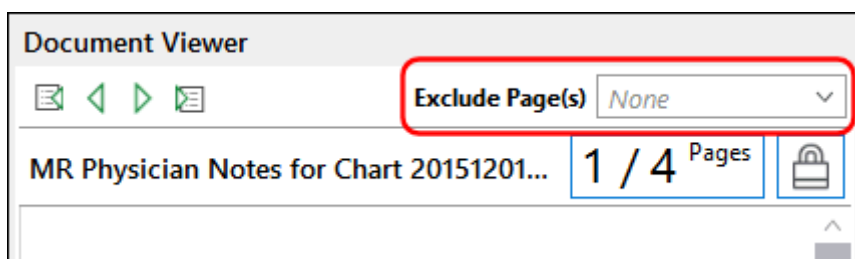 Document Viewer
Exclude Page(s) None
MR Physician Notes for Chart 20151201... 1 / 4 Pages